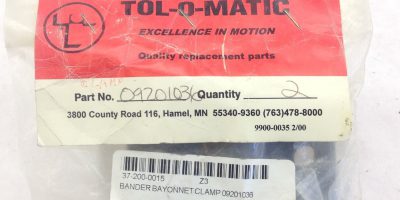 TOL-O-MATIC
EXCELLENCE IN MOTION
Quality replacement parts
Part No. 09201036 Quantity 2
3800 County Road 116, Hamel, MN 55340-9360 (763)478-8000
9900-0035 2/00
37-200-0015 Z3
BANDER BAYONNET CLAMP 09201036